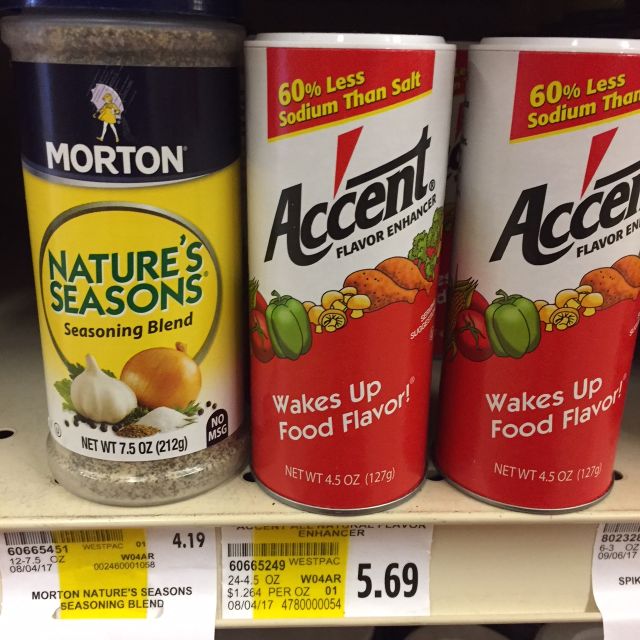 MORTON®
NATURE'S
SEASONS®
Seasoning Blend
NO
MSG
NET WT 7.5 OZ (212g)
60% Less
Sodium Than Salt
Accent®
FLAVOR ENHANCER
Wakes Up
Food Flavor!®
NET WT 4.5 OZ (127g)
60% Less
Sodium Than
Accen
FLAVOR EN
Wakes Up
Food Flavor!
NET WT 4.5 OZ (127g)
60665451 WESTPAC 01 4.19
12-7.5 OZ W04AR
08/04/17 002460001058
MORTON NATURE'S SEASONS
SEASONING BLEND
ACCENT ALL NATURAL FLAVOR
ENHANCER
60665249 WESTPAC
24-4.5 OZ W04AR
$1.264 PER OZ 01
08/04/17 4780000054
5.69
802328
6-3 OZ
09/06/17
SPIK